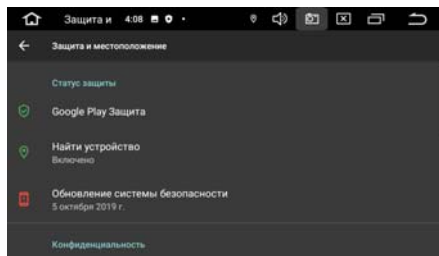 Защита и 4:08
Защита и местоположение
Статус защиты
Google Play Защита
Найти устройство
Включено
Обновление системы безопасности
5 октября 2019 г.
Конфиденциальность